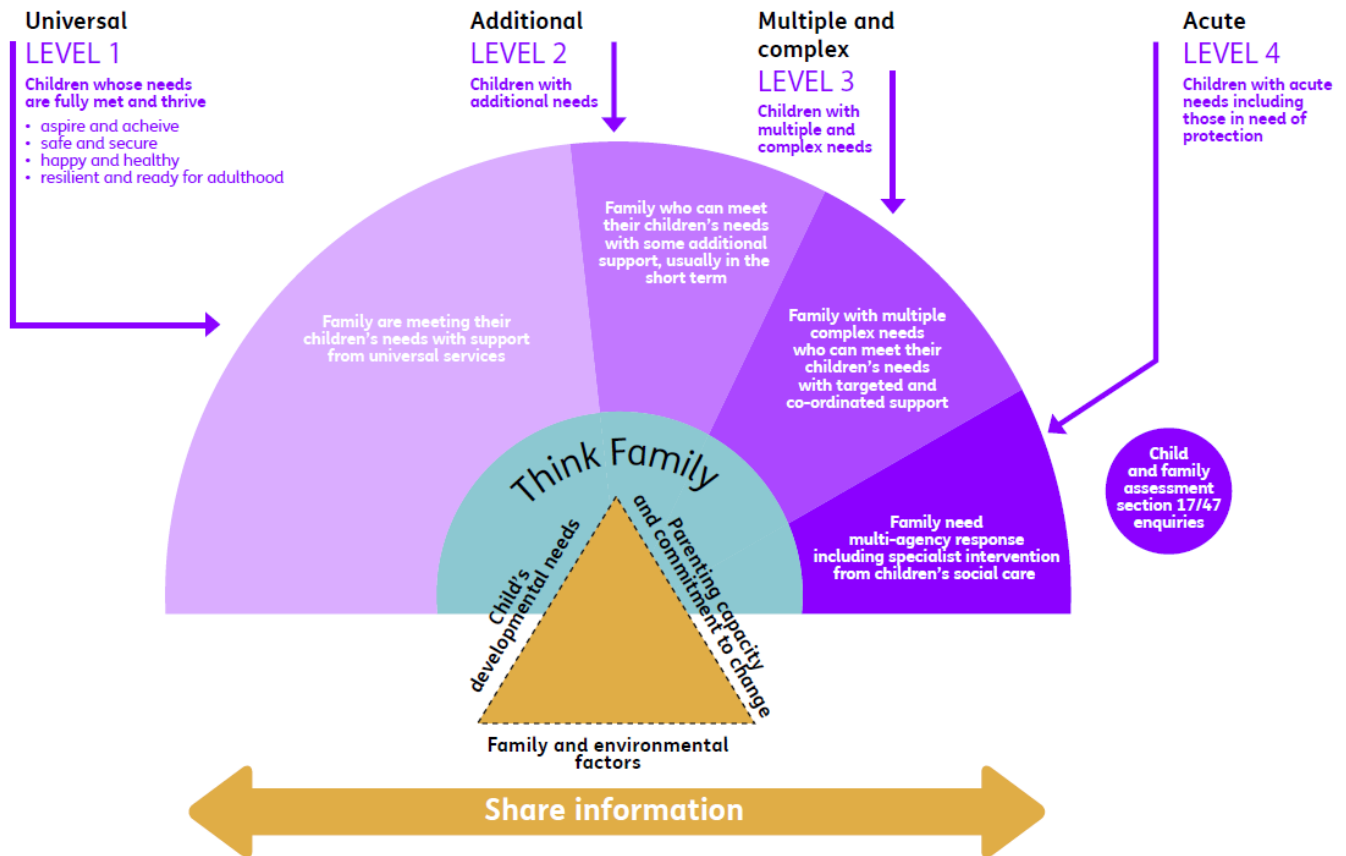 Universal
LEVEL 1
Children whose needs
are fully met and thrive
• aspire and acheive
• safe and secure
• happy and healthy
• resilient and ready for adulthood
Additional
LEVEL 2
Children with
additional needs
Multiple and
complex
LEVEL 3
Children with
multiple and
complex needs
Acute
LEVEL 4
Children with acute
needs including
those in need of
protection
Family are meeting their
children's needs with support
from universal services
Family who can meet
their children's needs
with some additional
support, usually in the
short term
Family with multiple
complex needs
who can meet their
children's needs
with targeted and
co-ordinated support
Family need
multi-agency response
including specialist intervention
from children's social care
Child
and family
assessment
section 17/47
enquiries
Think Family
Child's
developmental needs
Parenting capacity
and commitment to change
Family and environmental
factors
Share information